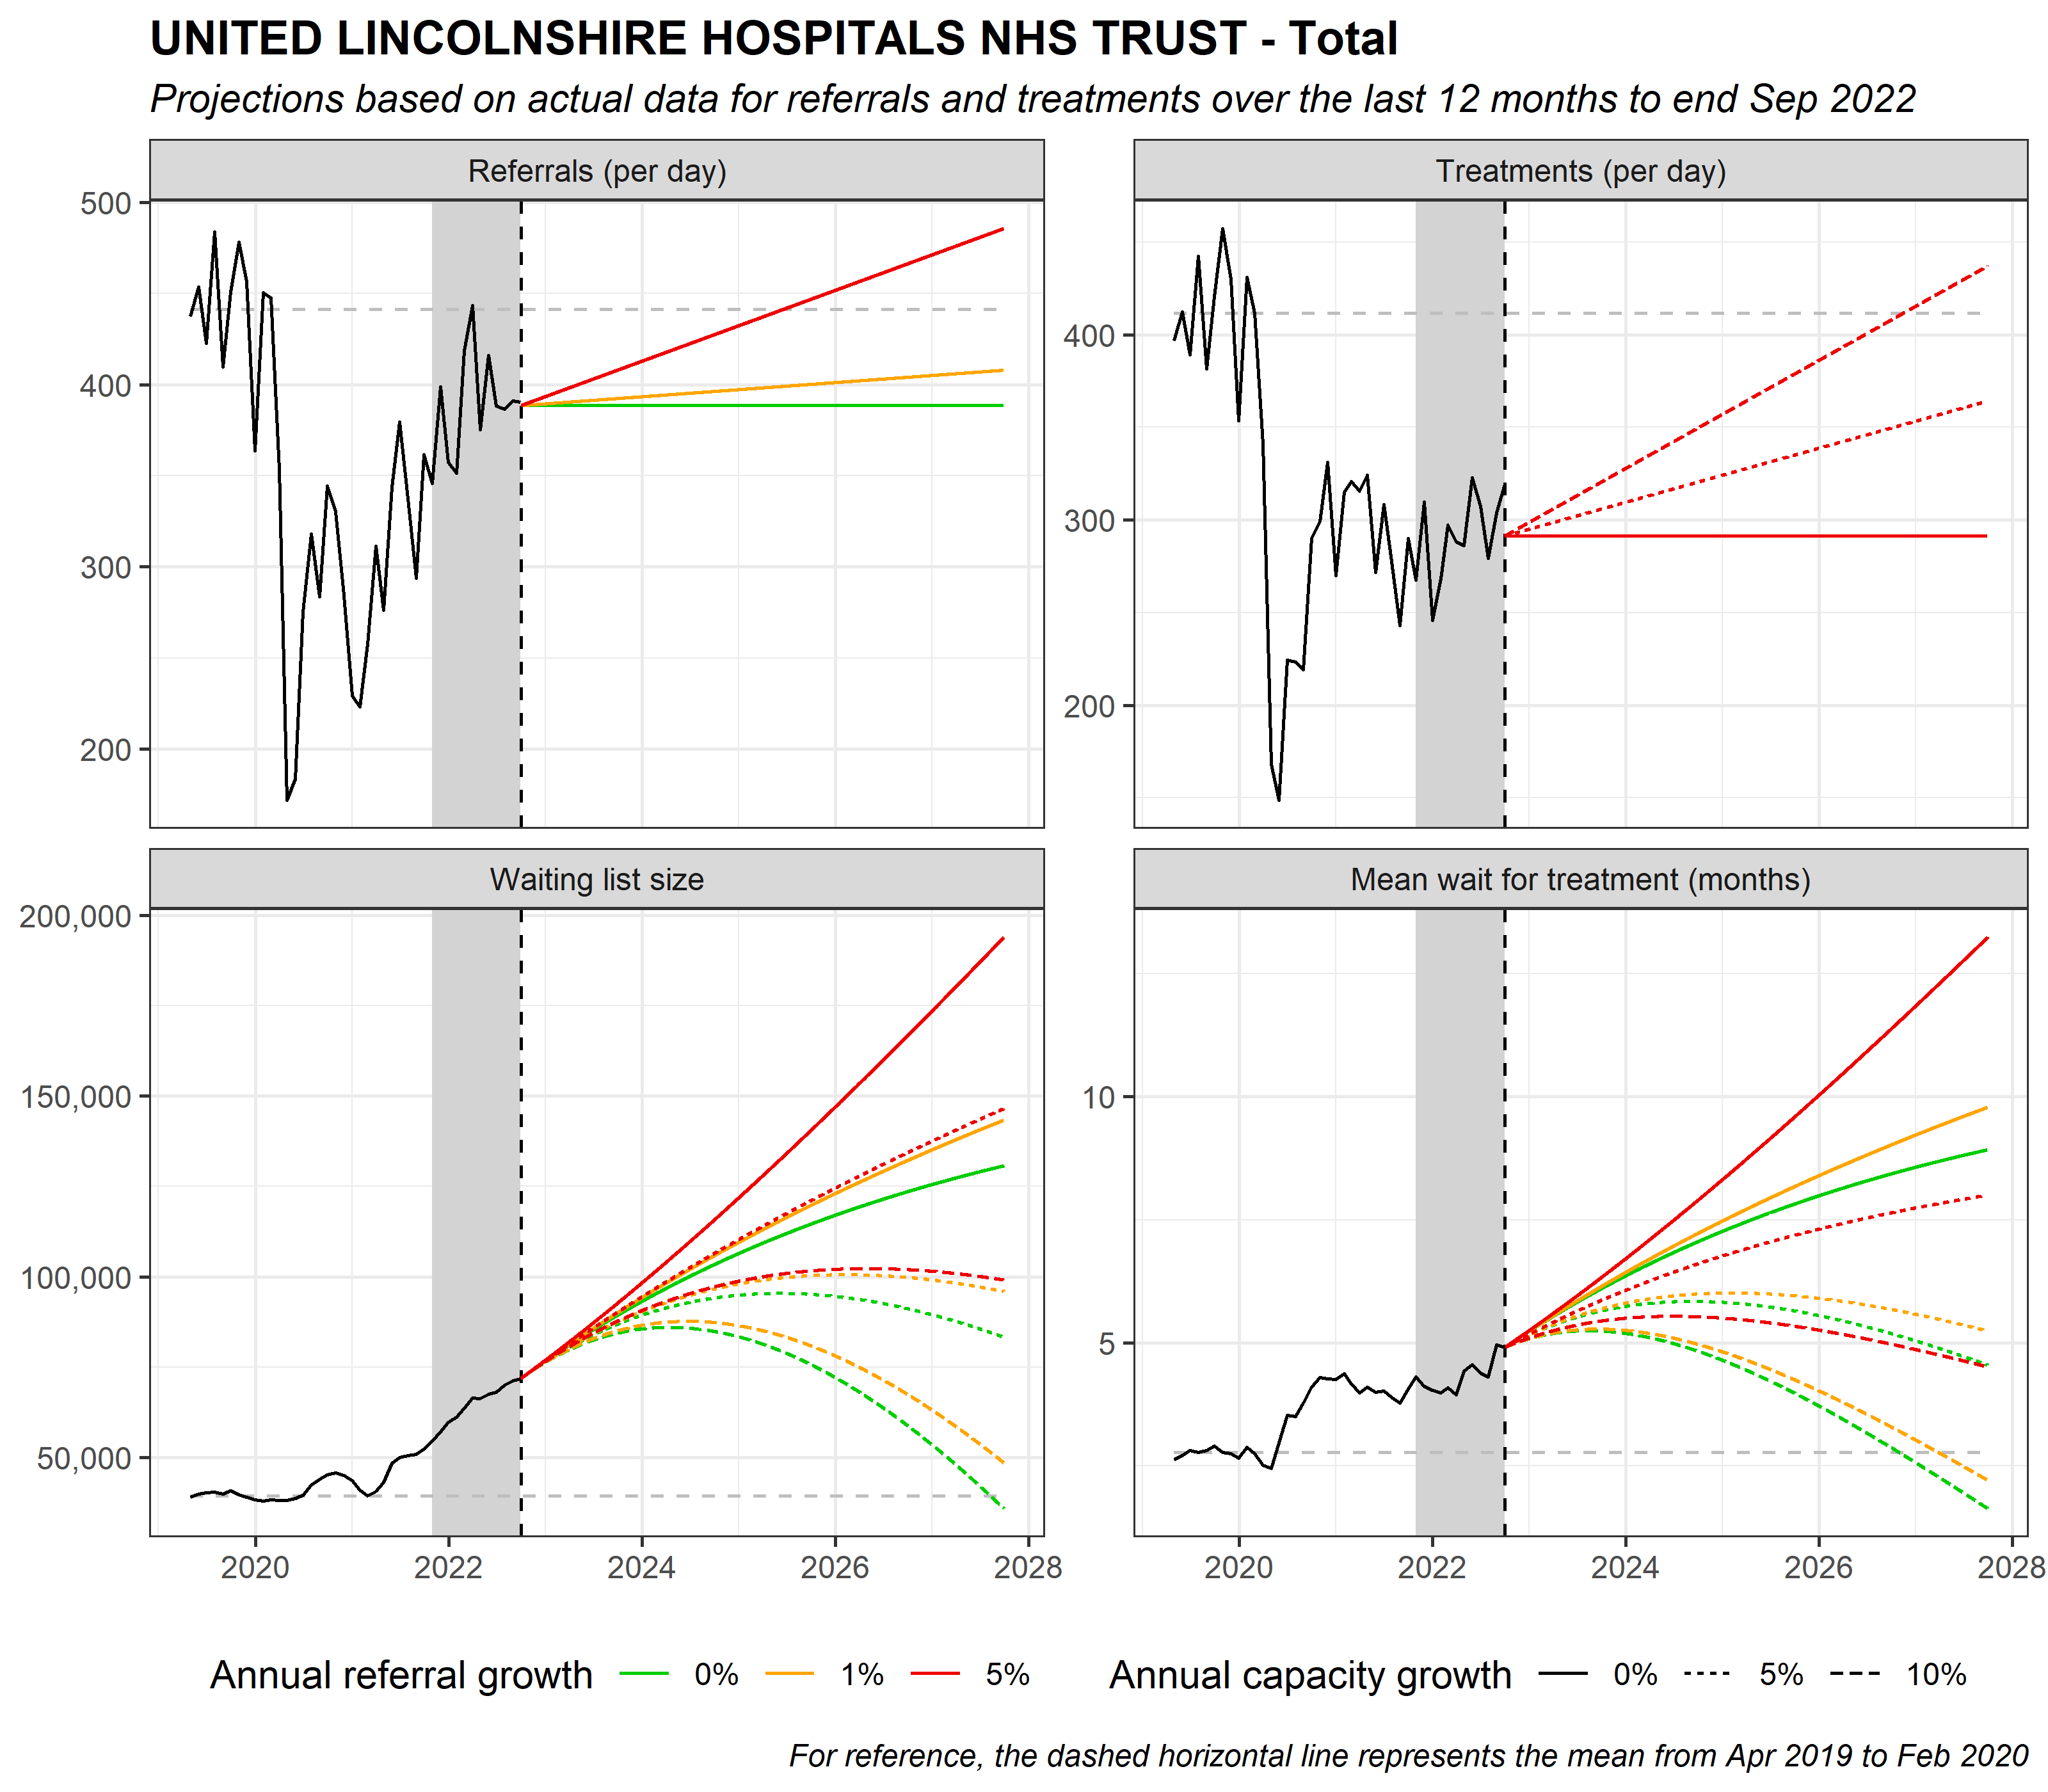 UNITED LINCOLNSHIRE HOSPITALS NHS TRUST - Total
Projections based on actual data for referrals and treatments over the last 12 months to end Sep 2022
Referrals (per day)
500
400
300
200
Treatments (per day)
400
300
200
Waiting list size
200,000
150,000
100,000
50,000
2020 2022 2024 2026 2028
Mean wait for treatment (months)
10
5
2020 2022 2024 2026 2028
Annual referral growth 0% 1% 5%
Annual capacity growth 0% 5% 10%
For reference, the dashed horizontal line represents the mean from Apr 2019 to Feb 2020